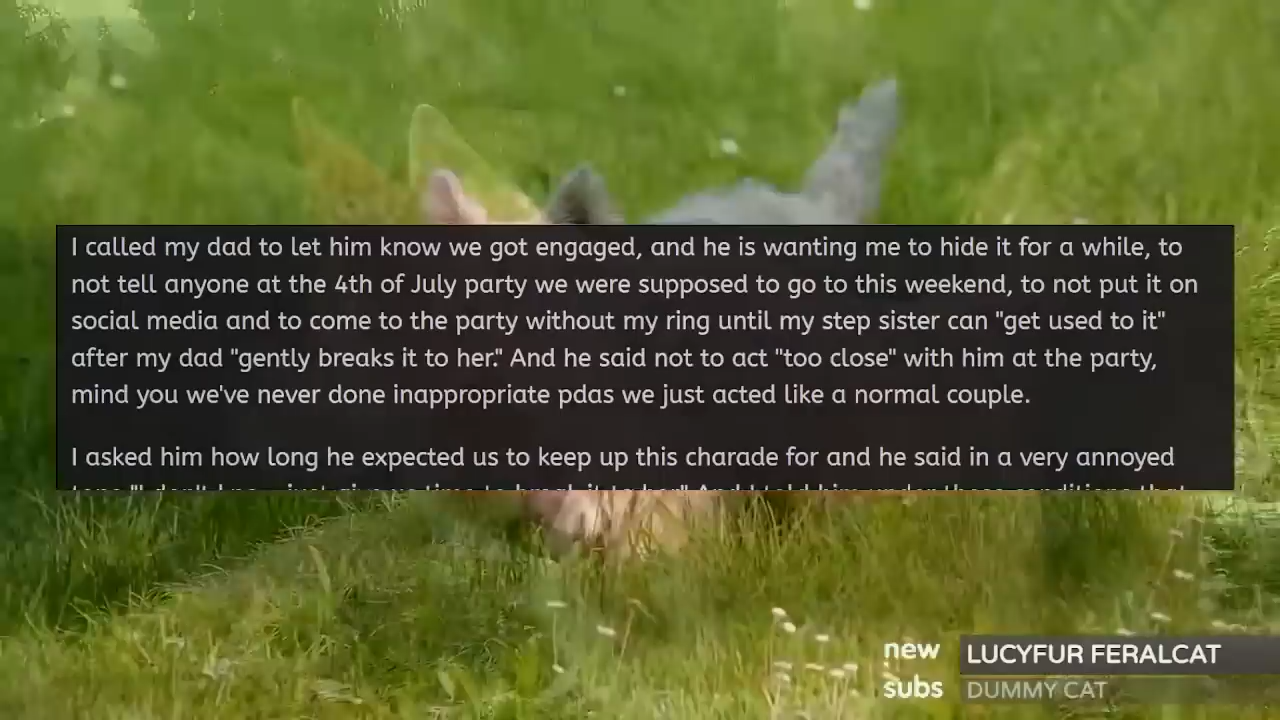 I called my dad to let him know we got engaged, and he is wanting me to hide it for a while, to
not tell anyone at the 4th of July party we were supposed to go to this weekend, to not put it on
social media and to come to the party without my ring until my step sister can "get used to it"
after my dad "gently breaks it to her." And he said not to act "too close" with him at the party,
mind you we've never done inappropriate pdas we just acted like a normal couple.
I asked him how long he expected us to keep up this charade for and he said in a very annoyed
new LUCYFUR FERALCAT
subs DUMMY CAT